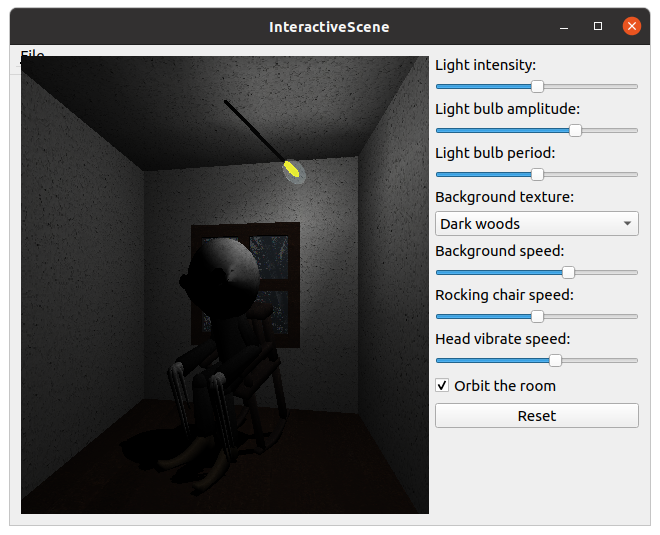 InteractiveScene
File
Light intensity:
Light bulb amplitude:
Light bulb period:
Background texture:
Dark woods
Background speed:
Rocking chair speed:
Head vibrate speed:
Orbit the room
Reset